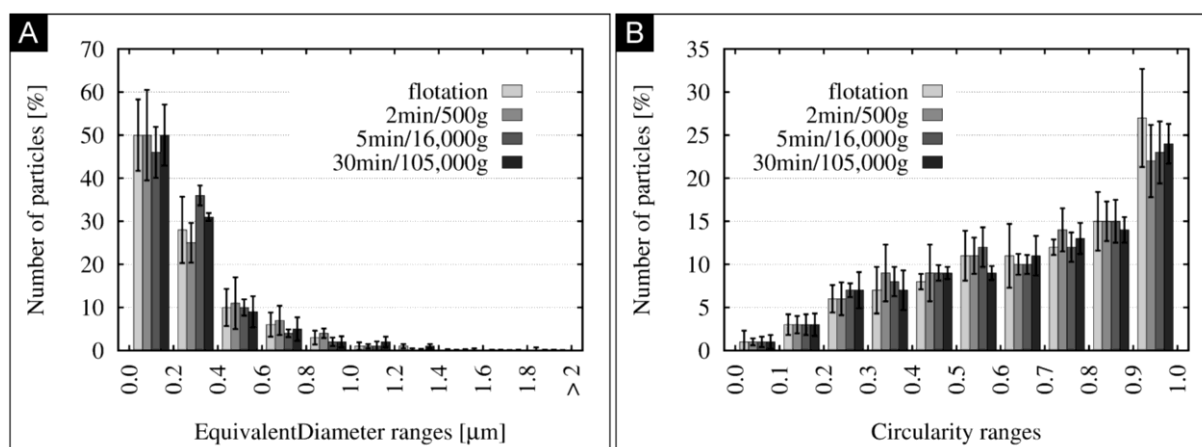 A
Number of particles [%]
70
60
50
40
30
20
10
0
flotation
2min/500g
5min/16,000g
30min/105,000g
0.0
0.2
0.4
0.6
0.8
1.0
1.2
1.4
1.6
1.8
> 2
EquivalentDiameter ranges [μm]
B
Number of particles [%]
35
30
25
20
15
10
5
0
flotation
2min/500g
5min/16,000g
30min/105,000g
0.0
0.1
0.2
0.3
0.4
0.5
0.6
0.7
0.8
0.9
1.0
Circularity ranges